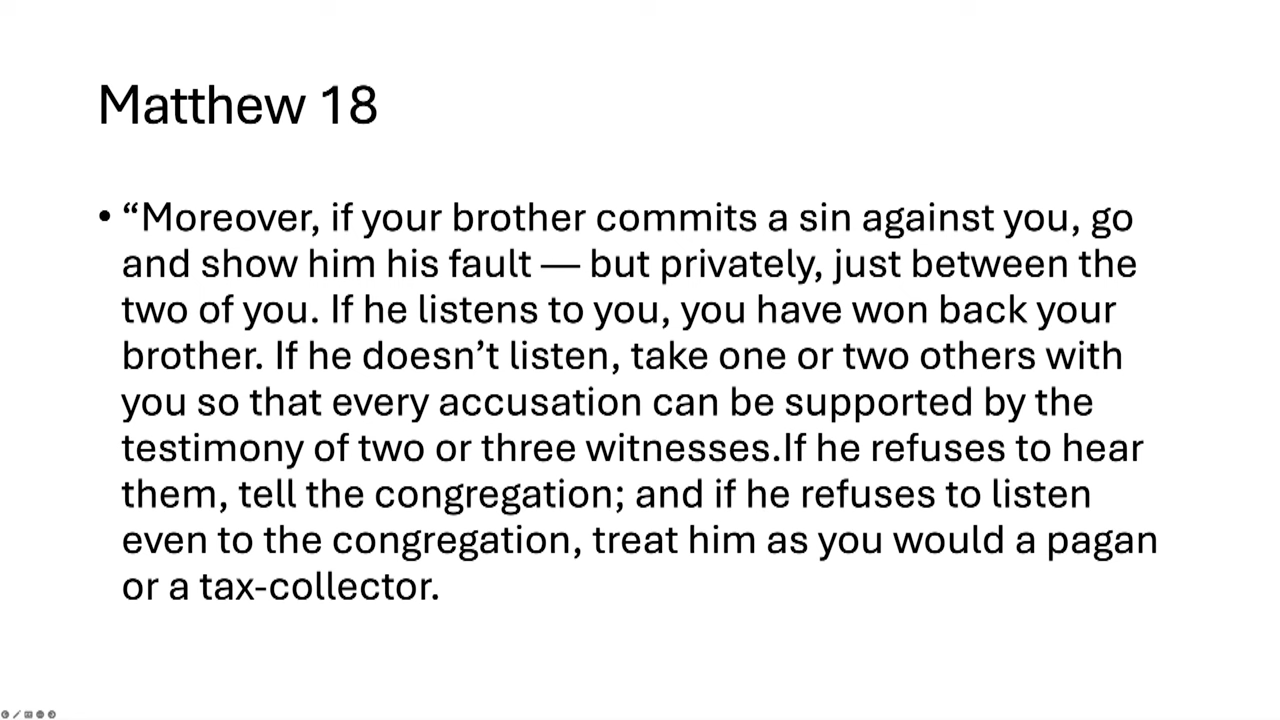 Matthew 18
• “Moreover, if your brother commits a sin against you, go
and show him his fault — but privately, just between the
two of you. If he listens to you, you have won back your
brother. If he doesn’t listen, take one or two others with
you so that every accusation can be supported by the
testimony of two or three witnesses.If he refuses to hear
them, tell the congregation; and if he refuses to listen
even to the congregation, treat him as you would a pagan
or a tax-collector.